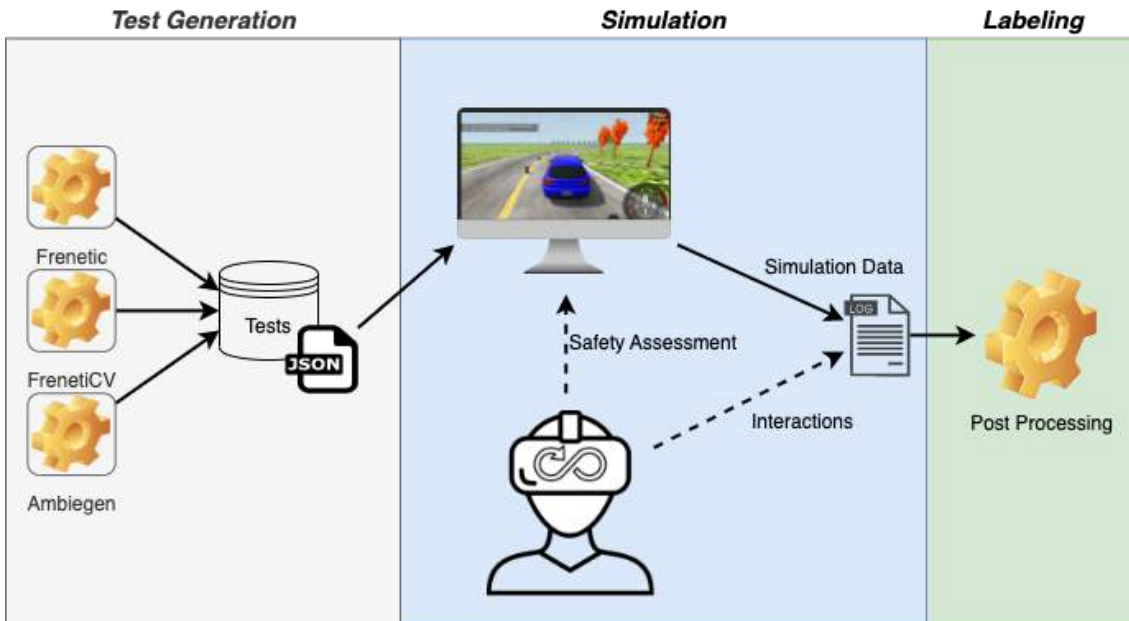 Test Generation
Simulation
Labeling
Frenetic
FrenetiCV
Ambiegen
Tests
JSON
Safety Assessment
Simulation Data
LOG
Interactions
Post Processing